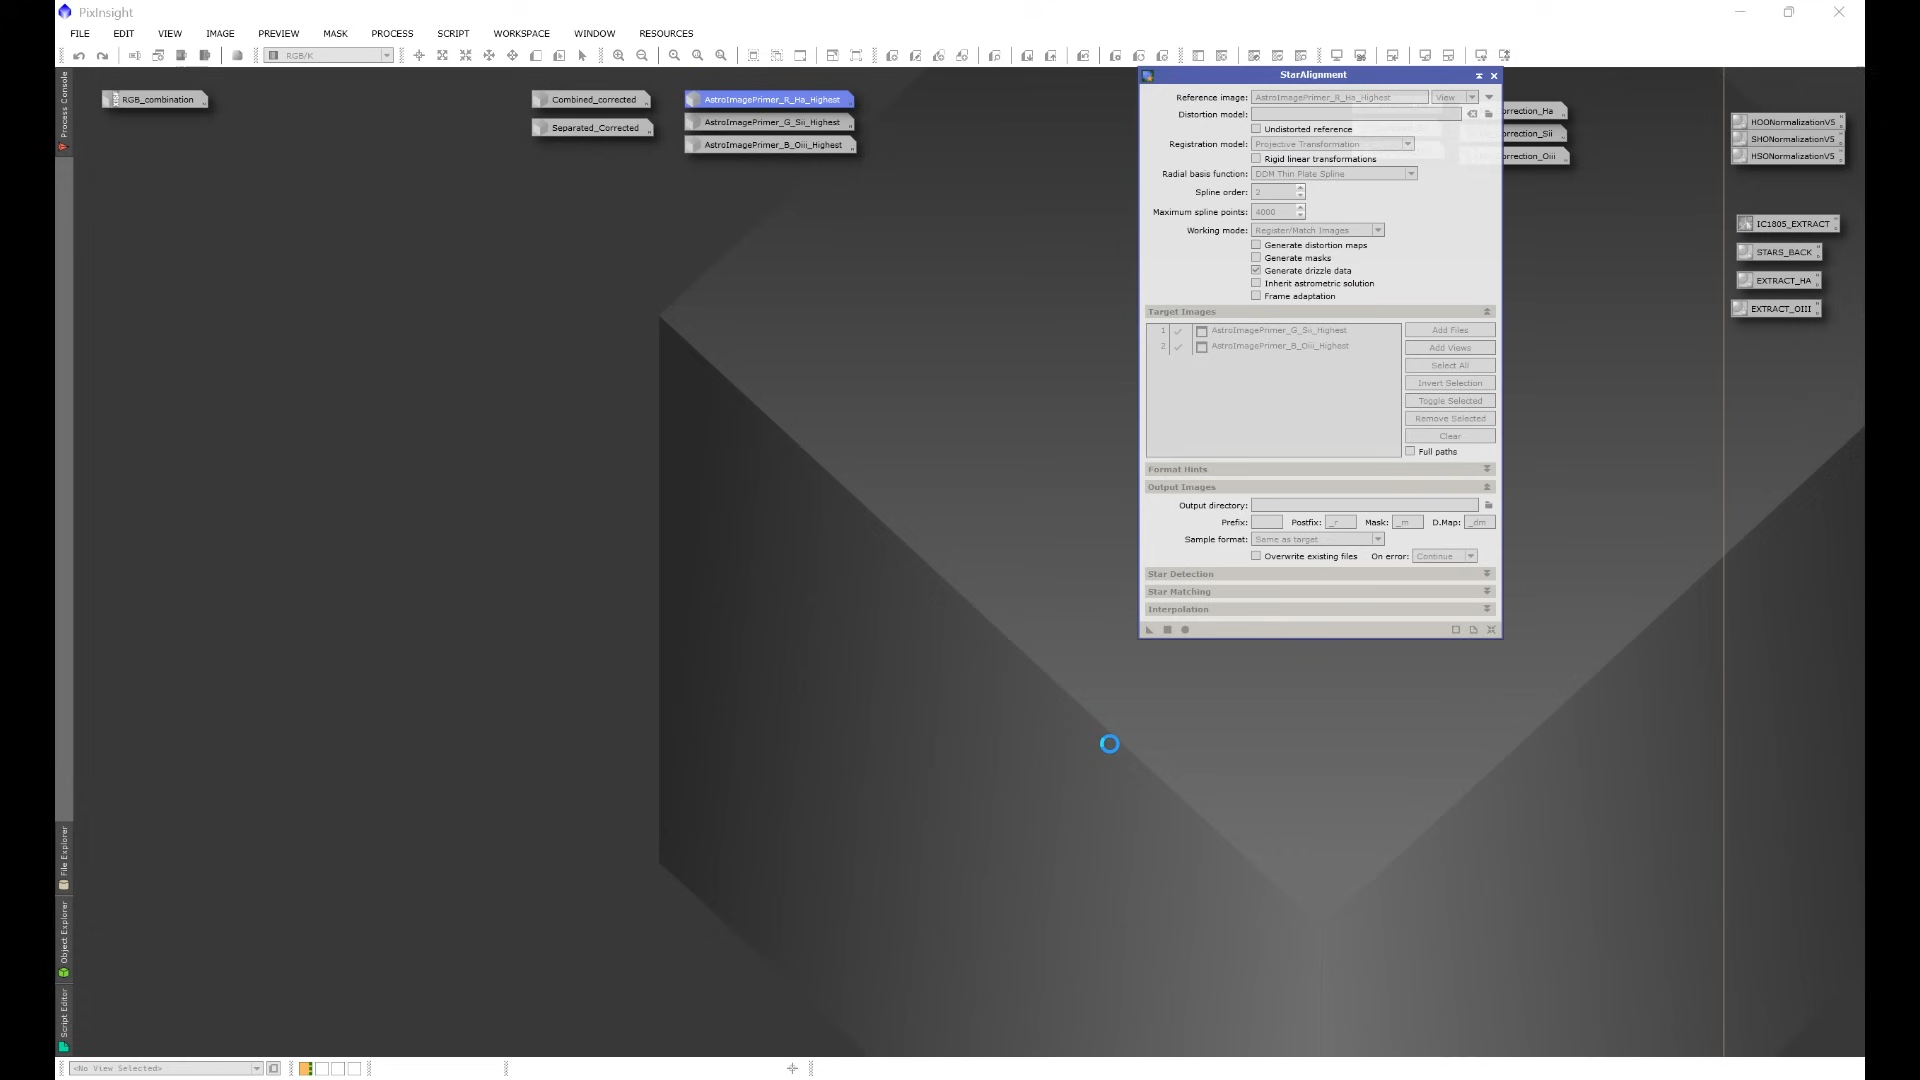 PixInsight
FILE EDIT VIEW IMAGE MASK PROCESS SCRIPT WORKSPACE WINDOW RESOURCES
RGB/K
Process Console
File Explorer
Object Explorer
Script Editor
RGB_combination
Combined_corrected
Separated_Corrected
AstroImagePrimer_R_Ha_Highest
AstroImagePrimer_G_Sii_Highest
AstroImagePrimer_B_Oiii_Highest
StarAlignment
Reference image: AstroImagePrimer_R_Ha_Highest View
Distortion model:
Undistorted reference
Registration model: Projective Transformation
Rigid linear transformations
Radial basis function: DDM Thin Plate Spline
Spline order: 2
Maximum spline points: 4000
Working mode: Register/Match Images
Generate distortion maps
Generate masks
Generate drizzle data
Inherit astrometric solution
Frame adaptation
Target Images
1 AstroImagePrimer_G_Sii_Highest
2 AstroImagePrimer_B_Oiii_Highest
Add Files
Add Views
Select All
Invert Selection
Toggle Selected
Remove Selected
Clear
Full paths
Format Hints
Output Images
Output directory:
Prefix: Postfix: _r Mask: _m D.Map: _dm
Sample format: Same as target
Overwrite existing files On error: Continue
Star Detection
Star Matching
Interpolation
orrection_Ha
orrection_Sii
orrection_Oiii
HOONormalizationV5
SHONormalizationV5
HSONormalizationV5
IC1805_EXTRACT
STARS_BACK
EXTRACT_HA
EXTRACT_OIII
<No View Selected>